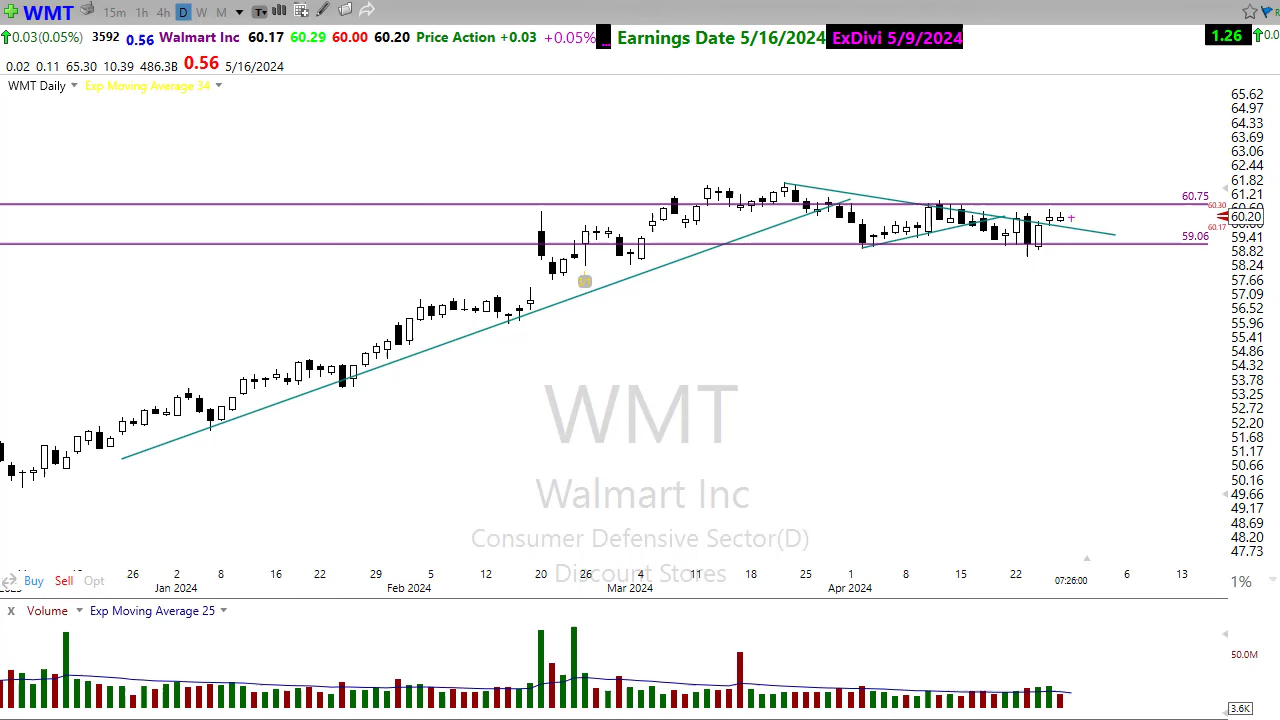 WMT 15m 1h 4h D W M T
0.03(0.05%) 3592 0.56 Walmart Inc 60.17 60.29 60.00 60.20 Price Action +0.03 +0.05% Earnings Date 5/16/2024 ExDivi 5/9/2024 1.26
0.02 0.11 65.30 10.39 486.3B 0.56 5/16/2024
WMT Daily Exp Moving Average 34
65.62
64.97
64.33
63.69
63.06
62.44
61.82
61.21
60.75
60.30
60.20
60.17
59.06
59.41
58.82
58.24
57.66
57.09
56.52
55.96
55.41
54.86
54.32
53.78
53.25
52.72
52.20
51.68
51.17
50.66
50.16
49.66
49.17
48.69
48.20
47.73
WMT
Walmart Inc
Consumer Defensive Sector(D)
Discount Stores
Buy Sell Opt
26 2 8 16 22 29 5 12 20 26 4 11 18 25 1 8 15 22 07:26:00 6 13
Jan 2024 Feb 2024 Mar 2024 Apr 2024
1%
X Volume Exp Moving Average 25
50.0M
3.6K